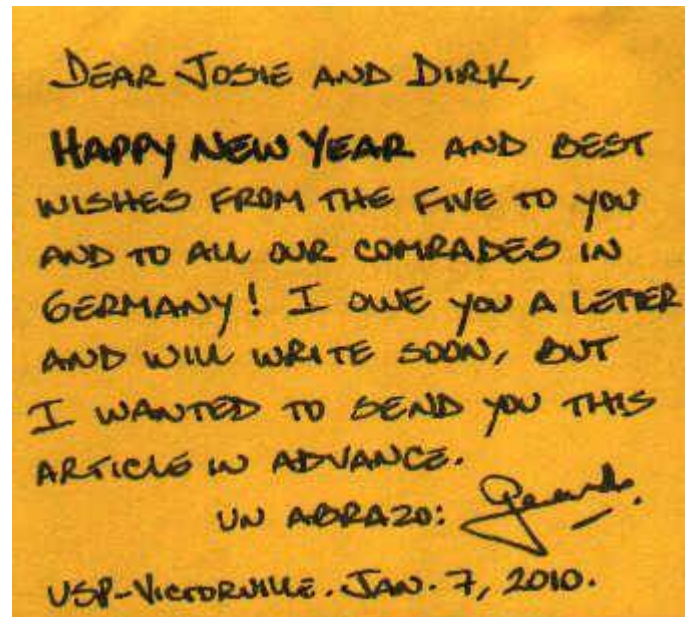 DEAR JOSIE AND DIRK,
HAPPY NEW YEAR AND BEST
WISHES FROM THE FIVE TO YOU
AND TO ALL OUR COMRADES IN
GERMANY! I OWE YOU A LETTER
AND WILL WRITE SOON, BUT
I WANTED TO SEND YOU THIS
ARTICLE IN ADVANCE.
UN ABRAZO: Gerardo.
USP-VICTORVILLE. JAN. 7, 2010.